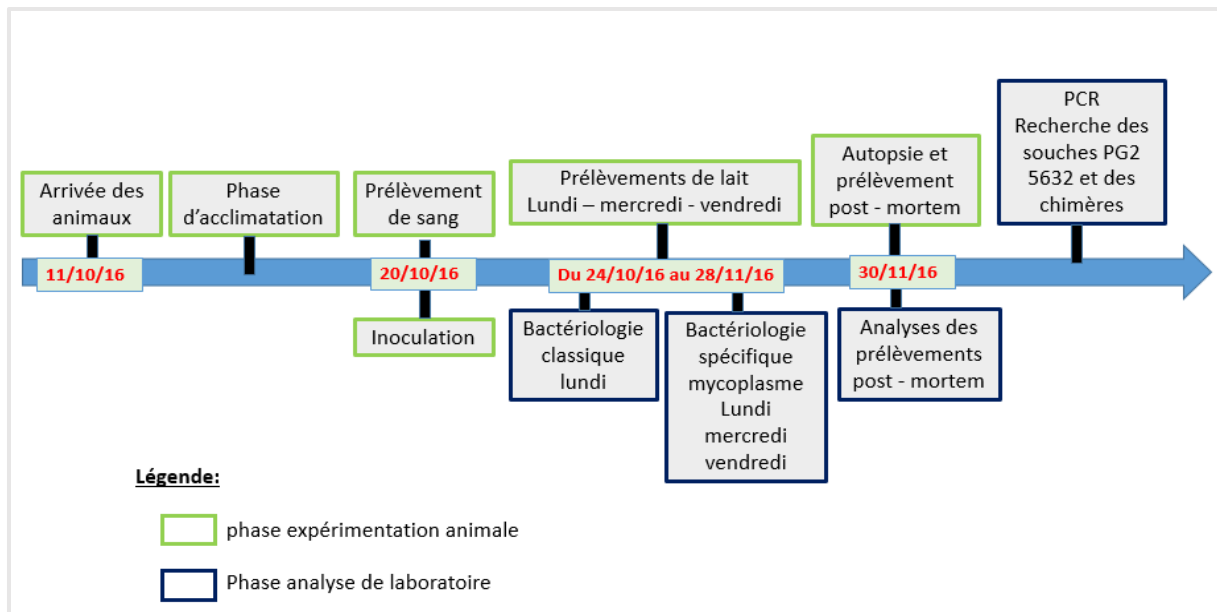 Arrivée des
animaux
Phase
d'acclimatation
Prélèvement
de sang
Prélèvements de lait
Lundi – mercredi - vendredi
Autopsie et
prélèvement
post - mortem
PCR
Recherche des
souches PG2
5632 et des
chimères
11/10/16
20/10/16
Du 24/10/16 au 28/11/16
30/11/16
Inoculation
Bactériologie
classique
lundi
Bactériologie
spécifique
mycoplasme
Lundi
mercredi
vendredi
Analyses des
prélèvements
post - mortem
Légende:
phase expérimentation animale
Phase analyse de laboratoire